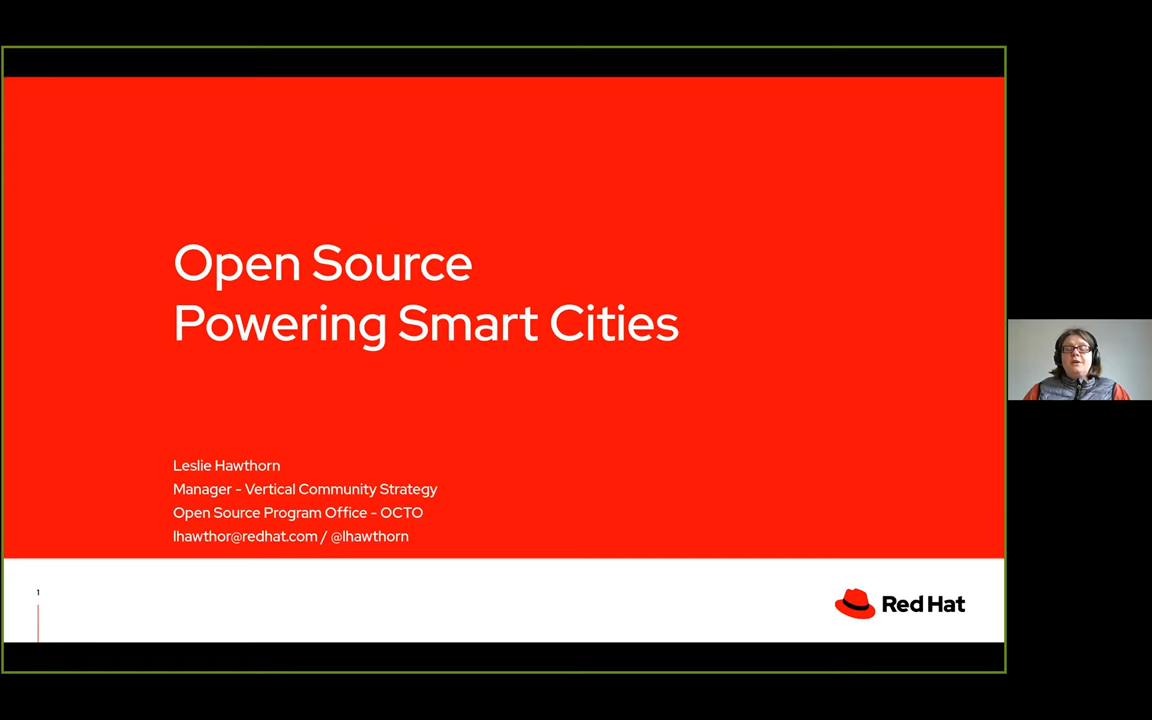 Open Source
Powering Smart Cities
Leslie Hawthorn
Manager - Vertical Community Strategy
Open Source Program Office - OCTO
lhawthor@redhat.com / @lhawthorn
1
Red Hat